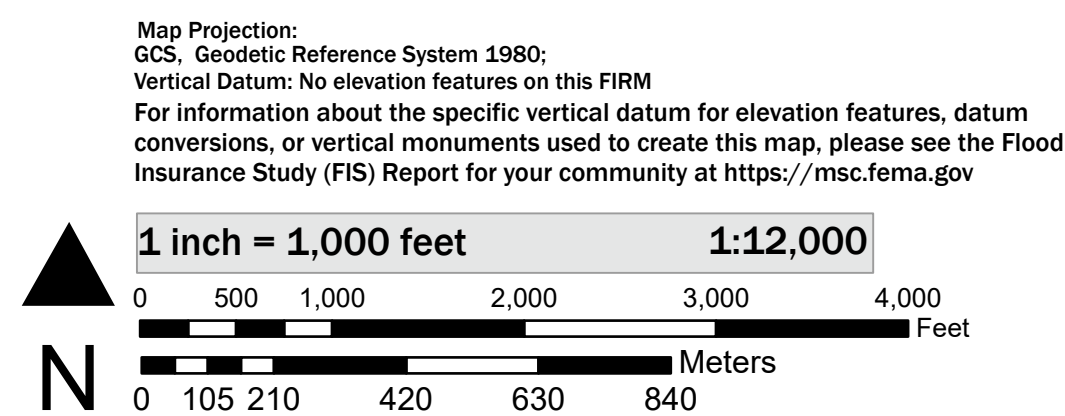 Map Projection:
GCS, Geodetic Reference System 1980;
Vertical Datum: No elevation features on this FIRM
For information about the specific vertical datum for elevation features, datum
conversions, or vertical monuments used to create this map, please see the Flood
Insurance Study (FIS) Report for your community at https://msc.fema.gov
1 inch = 1,000 feet 1:12,000
0 500 1,000 2,000 3,000 4,000
Feet
Meters
N
0 105 210 420 630 840